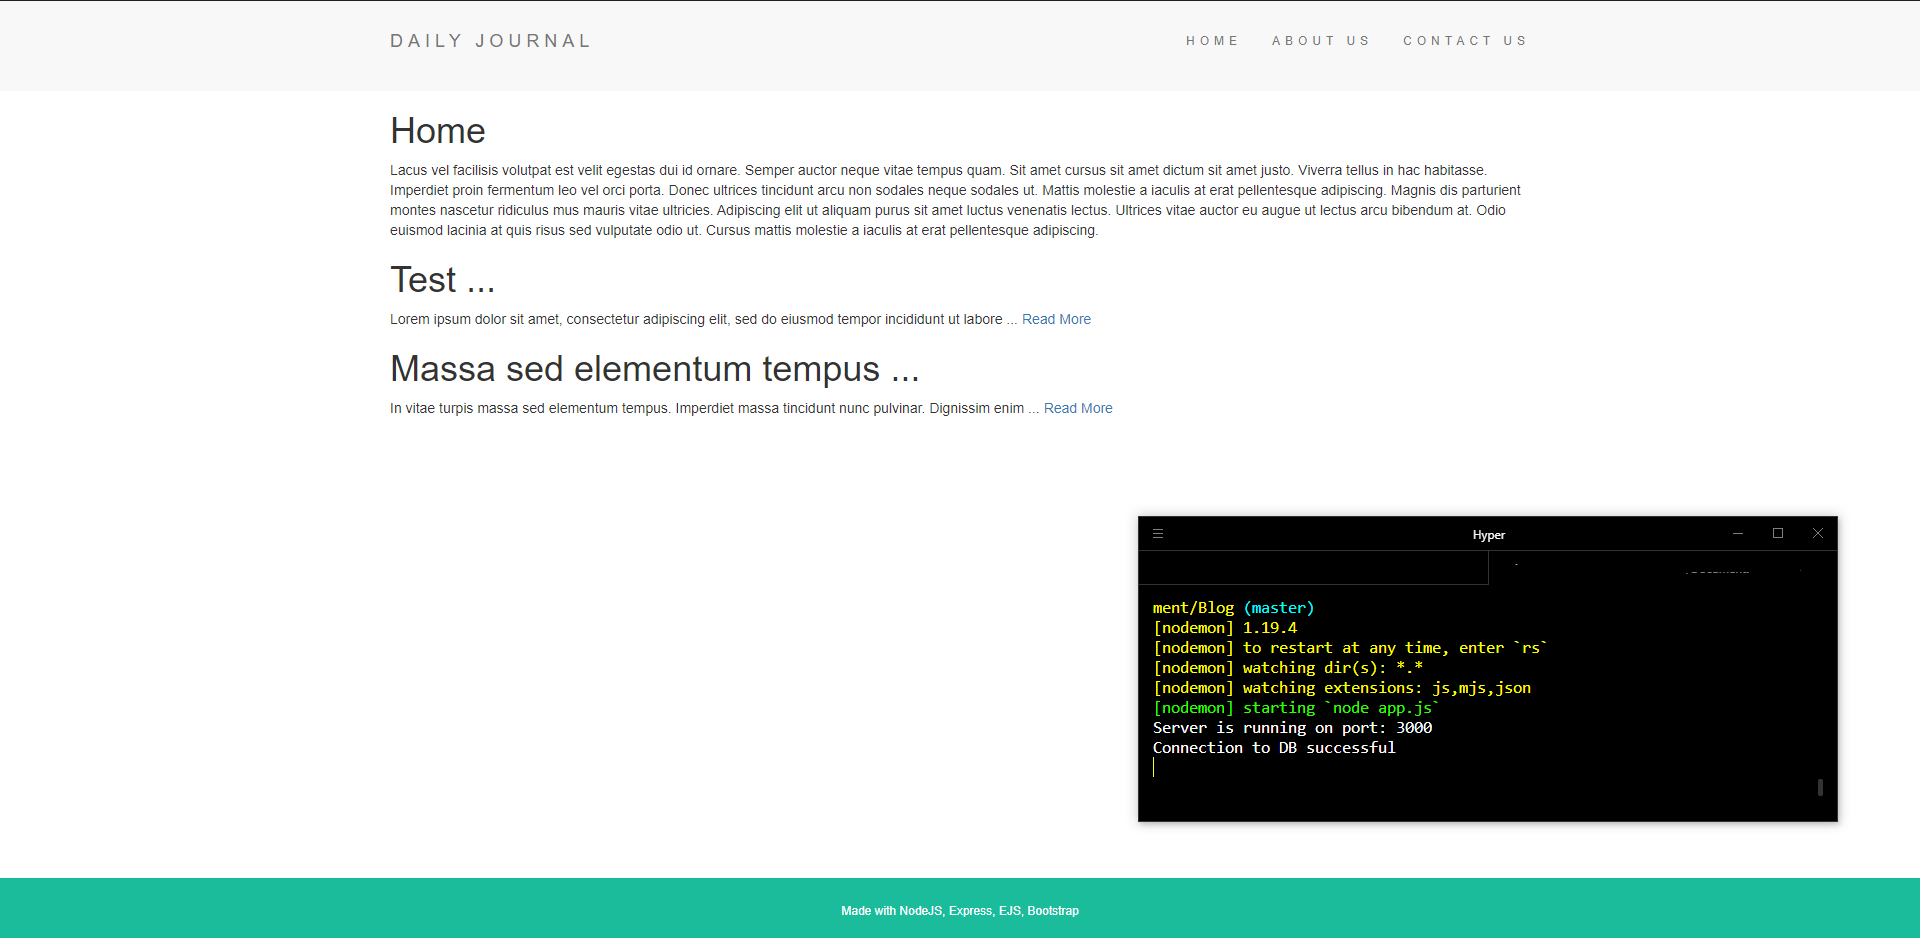 DAILY JOURNAL
HOME ABOUT US CONTACT US
Home
Lacus vel facilisis volutpat est velit egestas dui id ornare. Semper auctor neque vitae tempus quam. Sit amet cursus sit amet dictum sit amet justo. Viverra tellus in hac habitasse.
Imperdiet proin fermentum leo vel orci porta. Donec ultrices tincidunt arcu non sodales neque sodales ut. Mattis molestie a iaculis at erat pellentesque adipiscing. Magnis dis parturient
montes nascetur ridiculus mus mauris vitae ultricies. Adipiscing elit ut aliquam purus sit amet luctus venenatis lectus. Ultrices vitae auctor eu augue ut lectus arcu bibendum at. Odio
euismod lacinia at quis risus sed vulputate odio ut. Cursus mattis molestie a iaculis at erat pellentesque adipiscing.
Test ...
Lorem ipsum dolor sit amet, consectetur adipiscing elit, sed do eiusmod tempor incididunt ut labore ... Read More
Massa sed elementum tempus ...
In vitae turpis massa sed elementum tempus. Imperdiet massa tincidunt nunc pulvinar. Dignissim enim ... Read More
Hyper
ment/Blog (master)
[nodemon] 1.19.4
[nodemon] to restart at any time, enter `rs`
[nodemon] watching dir(s): *.*
[nodemon] watching extensions: js,mjs,json
[nodemon] starting `node app.js`
Server is running on port: 3000
Connection to DB successful
Made with NodeJS, Express, EJS, Bootstrap